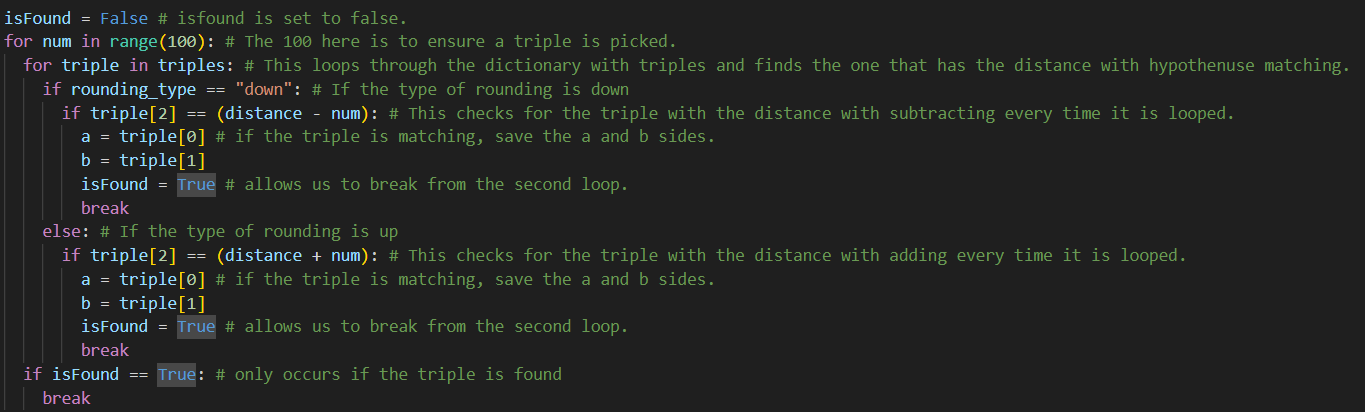 isFound = False # isfound is set to false.
for num in range(100): # The 100 here is to ensure a triple is picked.
  for triple in triples: # This loops through the dictionary with triples and finds the one that has the distance with hypothenuse matching.
    if rounding_type == "down": # If the type of rounding is down
      if triple[2] == (distance - num): # This checks for the triple with the distance with subtracting every time it is looped.
        a = triple[0] # if the triple is matching, save the a and b sides.
        b = triple[1]
        isFound = True # allows us to break from the second loop.
        break
    else: # If the type of rounding is up
      if triple[2] == (distance + num): # This checks for the triple with the distance with adding every time it is looped.
        a = triple[0] # if the triple is matching, save the a and b sides.
        b = triple[1]
        isFound = True # allows us to break from the second loop.
        break
  if isFound == True: # only occurs if the triple is found
    break